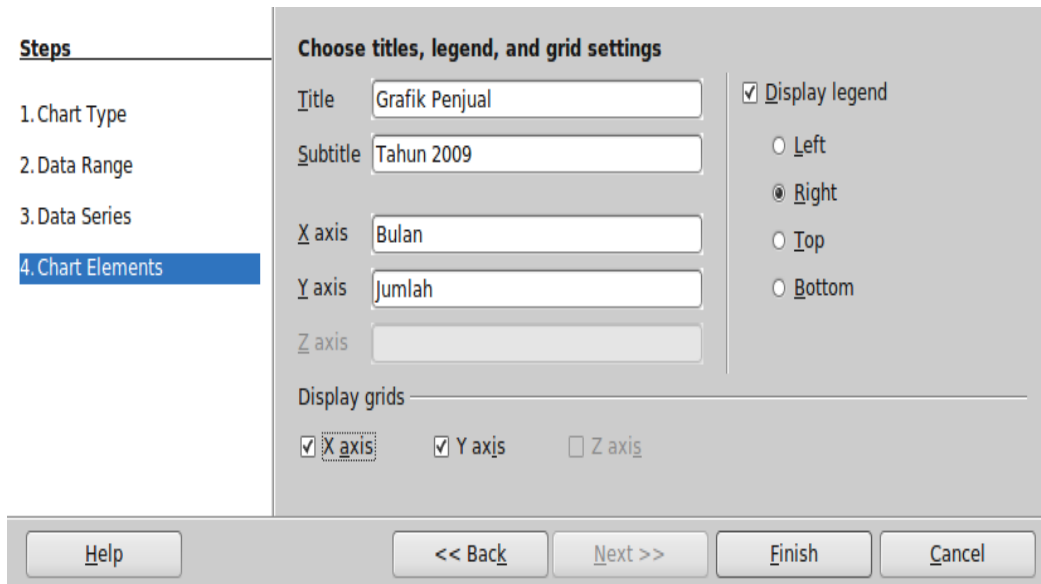 Steps
1. Chart Type
2. Data Range
3. Data Series
4. Chart Elements
Choose titles, legend, and grid settings
Title Grafik Penjual
Subtitle Tahun 2009
X axis Bulan
Y axis Jumlah
Z axis
Display legend
Left
Right
Top
Bottom
Display grids
X axis Y axis Z axis
Help << Back Next >> Finish Cancel